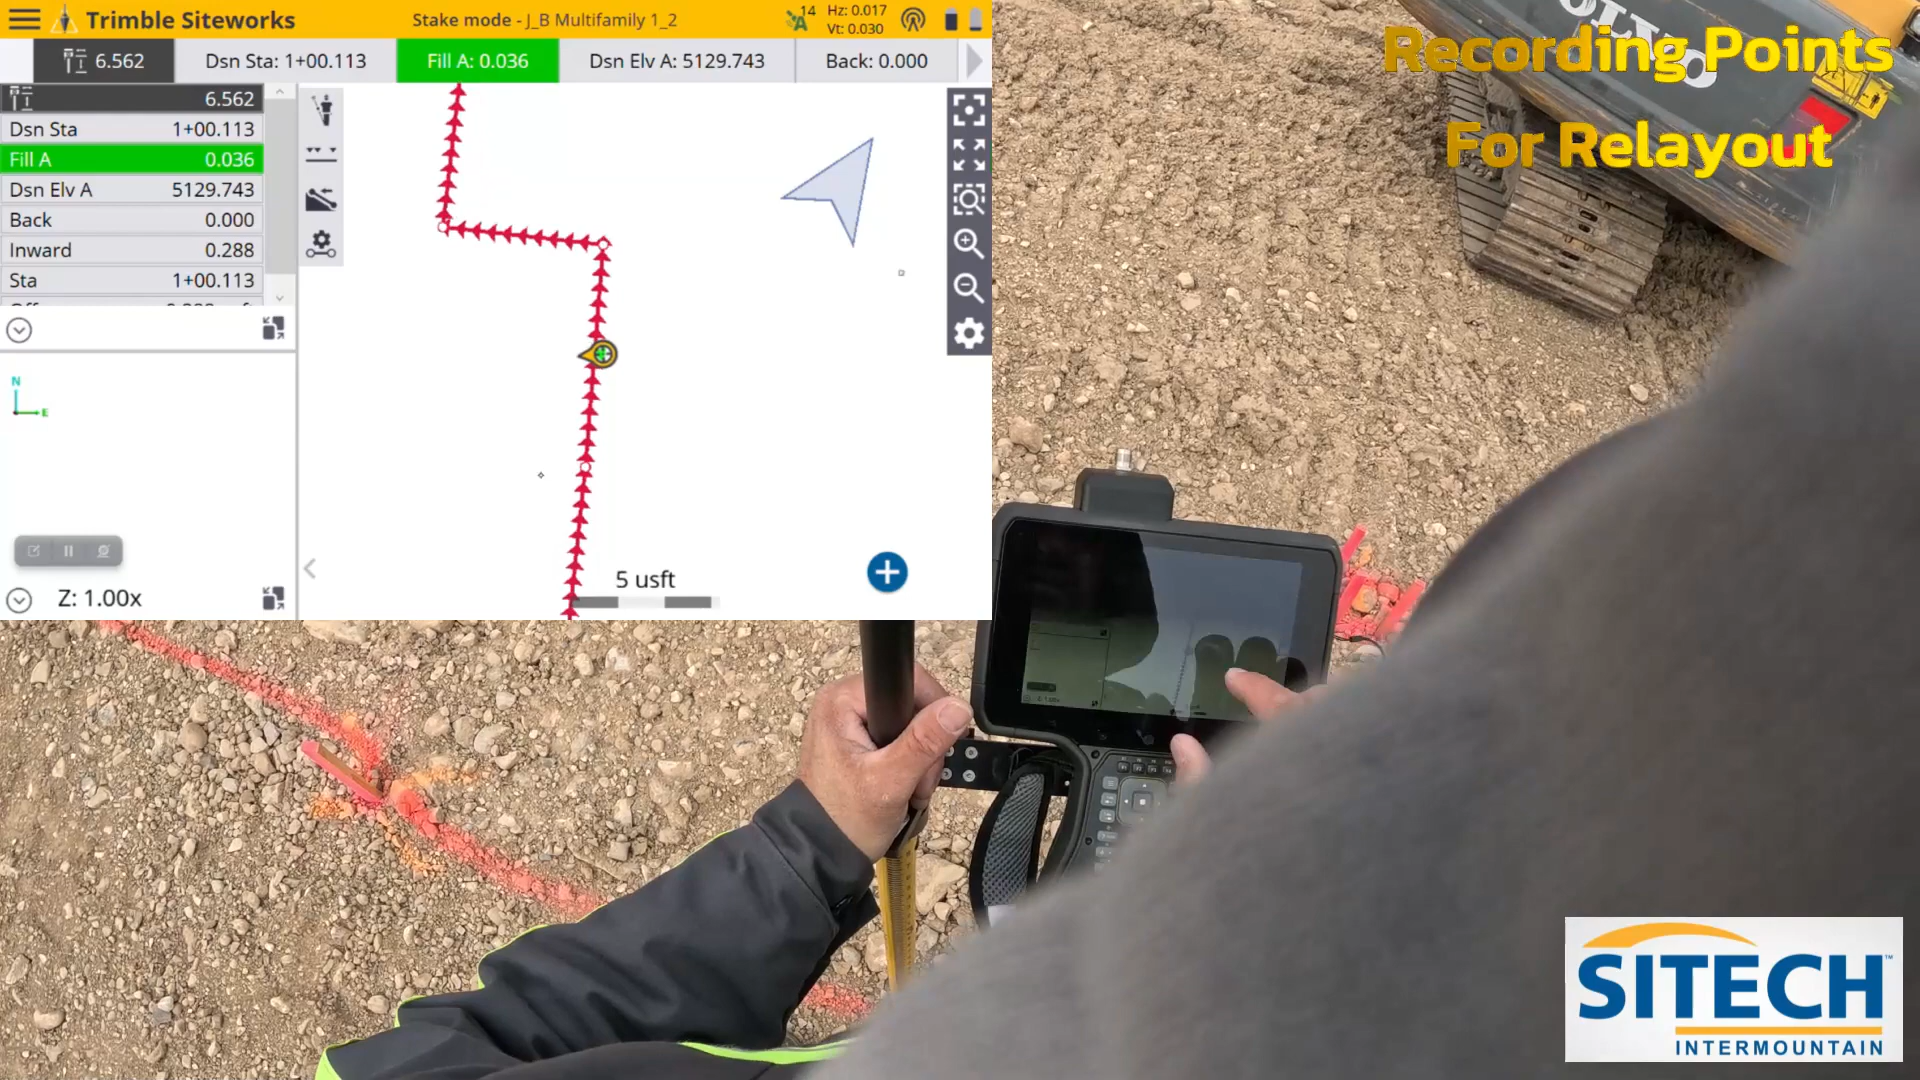 Trimble Siteworks
Stake mode - J_B Multifamily 1_2
14
Hz: 0.017
Vt: 0.030
6.562
Dsn Sta: 1+00.113
Fill A: 0.036
Dsn Elv A: 5129.743
Back: 0.000
6.562
Dsn Sta 1+00.113
Fill A 0.036
Dsn Elv A 5129.743
Back 0.000
Inward 0.288
Sta 1+00.113
N
E
Z: 1.00x
5 usft
VOLVO
Recording Points
For Relayout
SITECH™
INTERMOUNTAIN